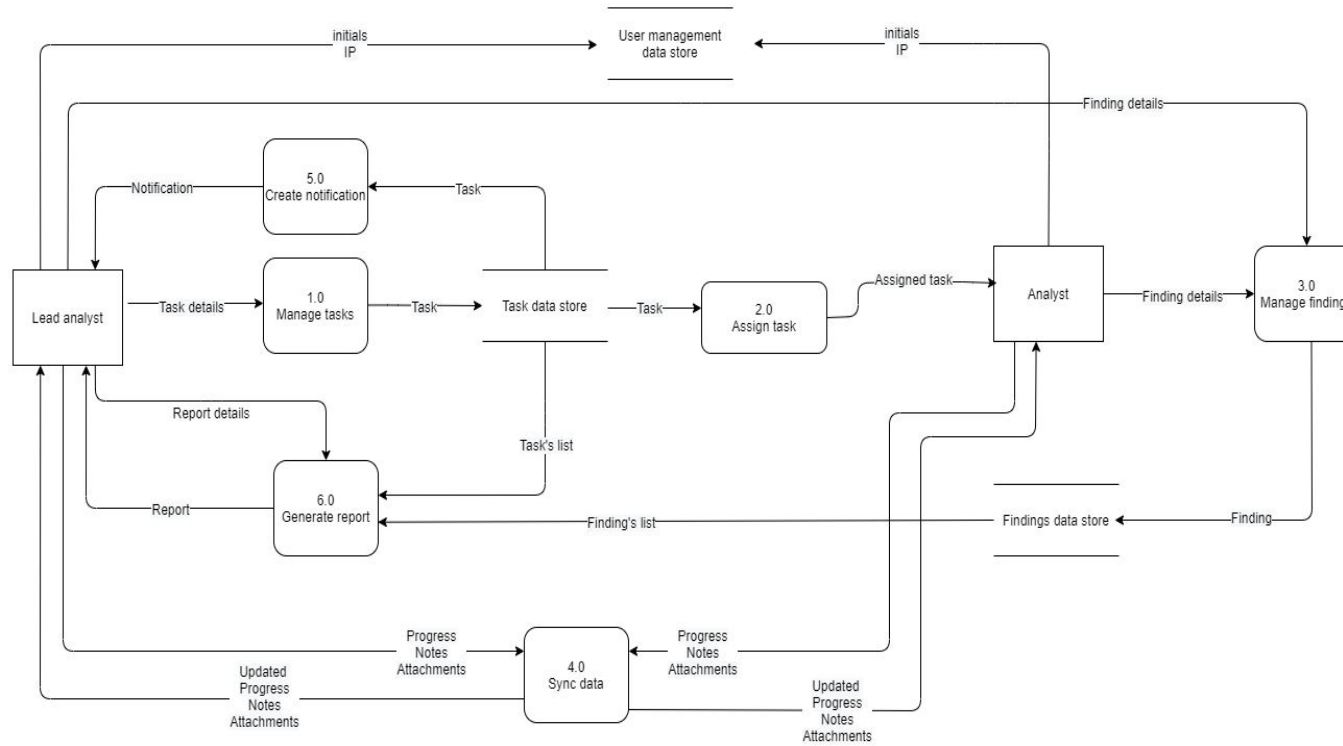 initials
IP
User management
data store
initials
IP
Finding details
5.0
Create notification
Notification
Task
Lead analyst
Task details
1.0
Manage tasks
Task
Task data store
Task
2.0
Assign task
Assigned task
Analyst
Finding details
3.0
Manage finding
Report details
Task's list
6.0
Generate report
Report
Finding's list
Findings data store
Finding
Progress
Notes
Attachments
4.0
Sync data
Progress
Notes
Attachments
Updated
Progress
Notes
Attachments
Updated
Progress
Notes
Attachments